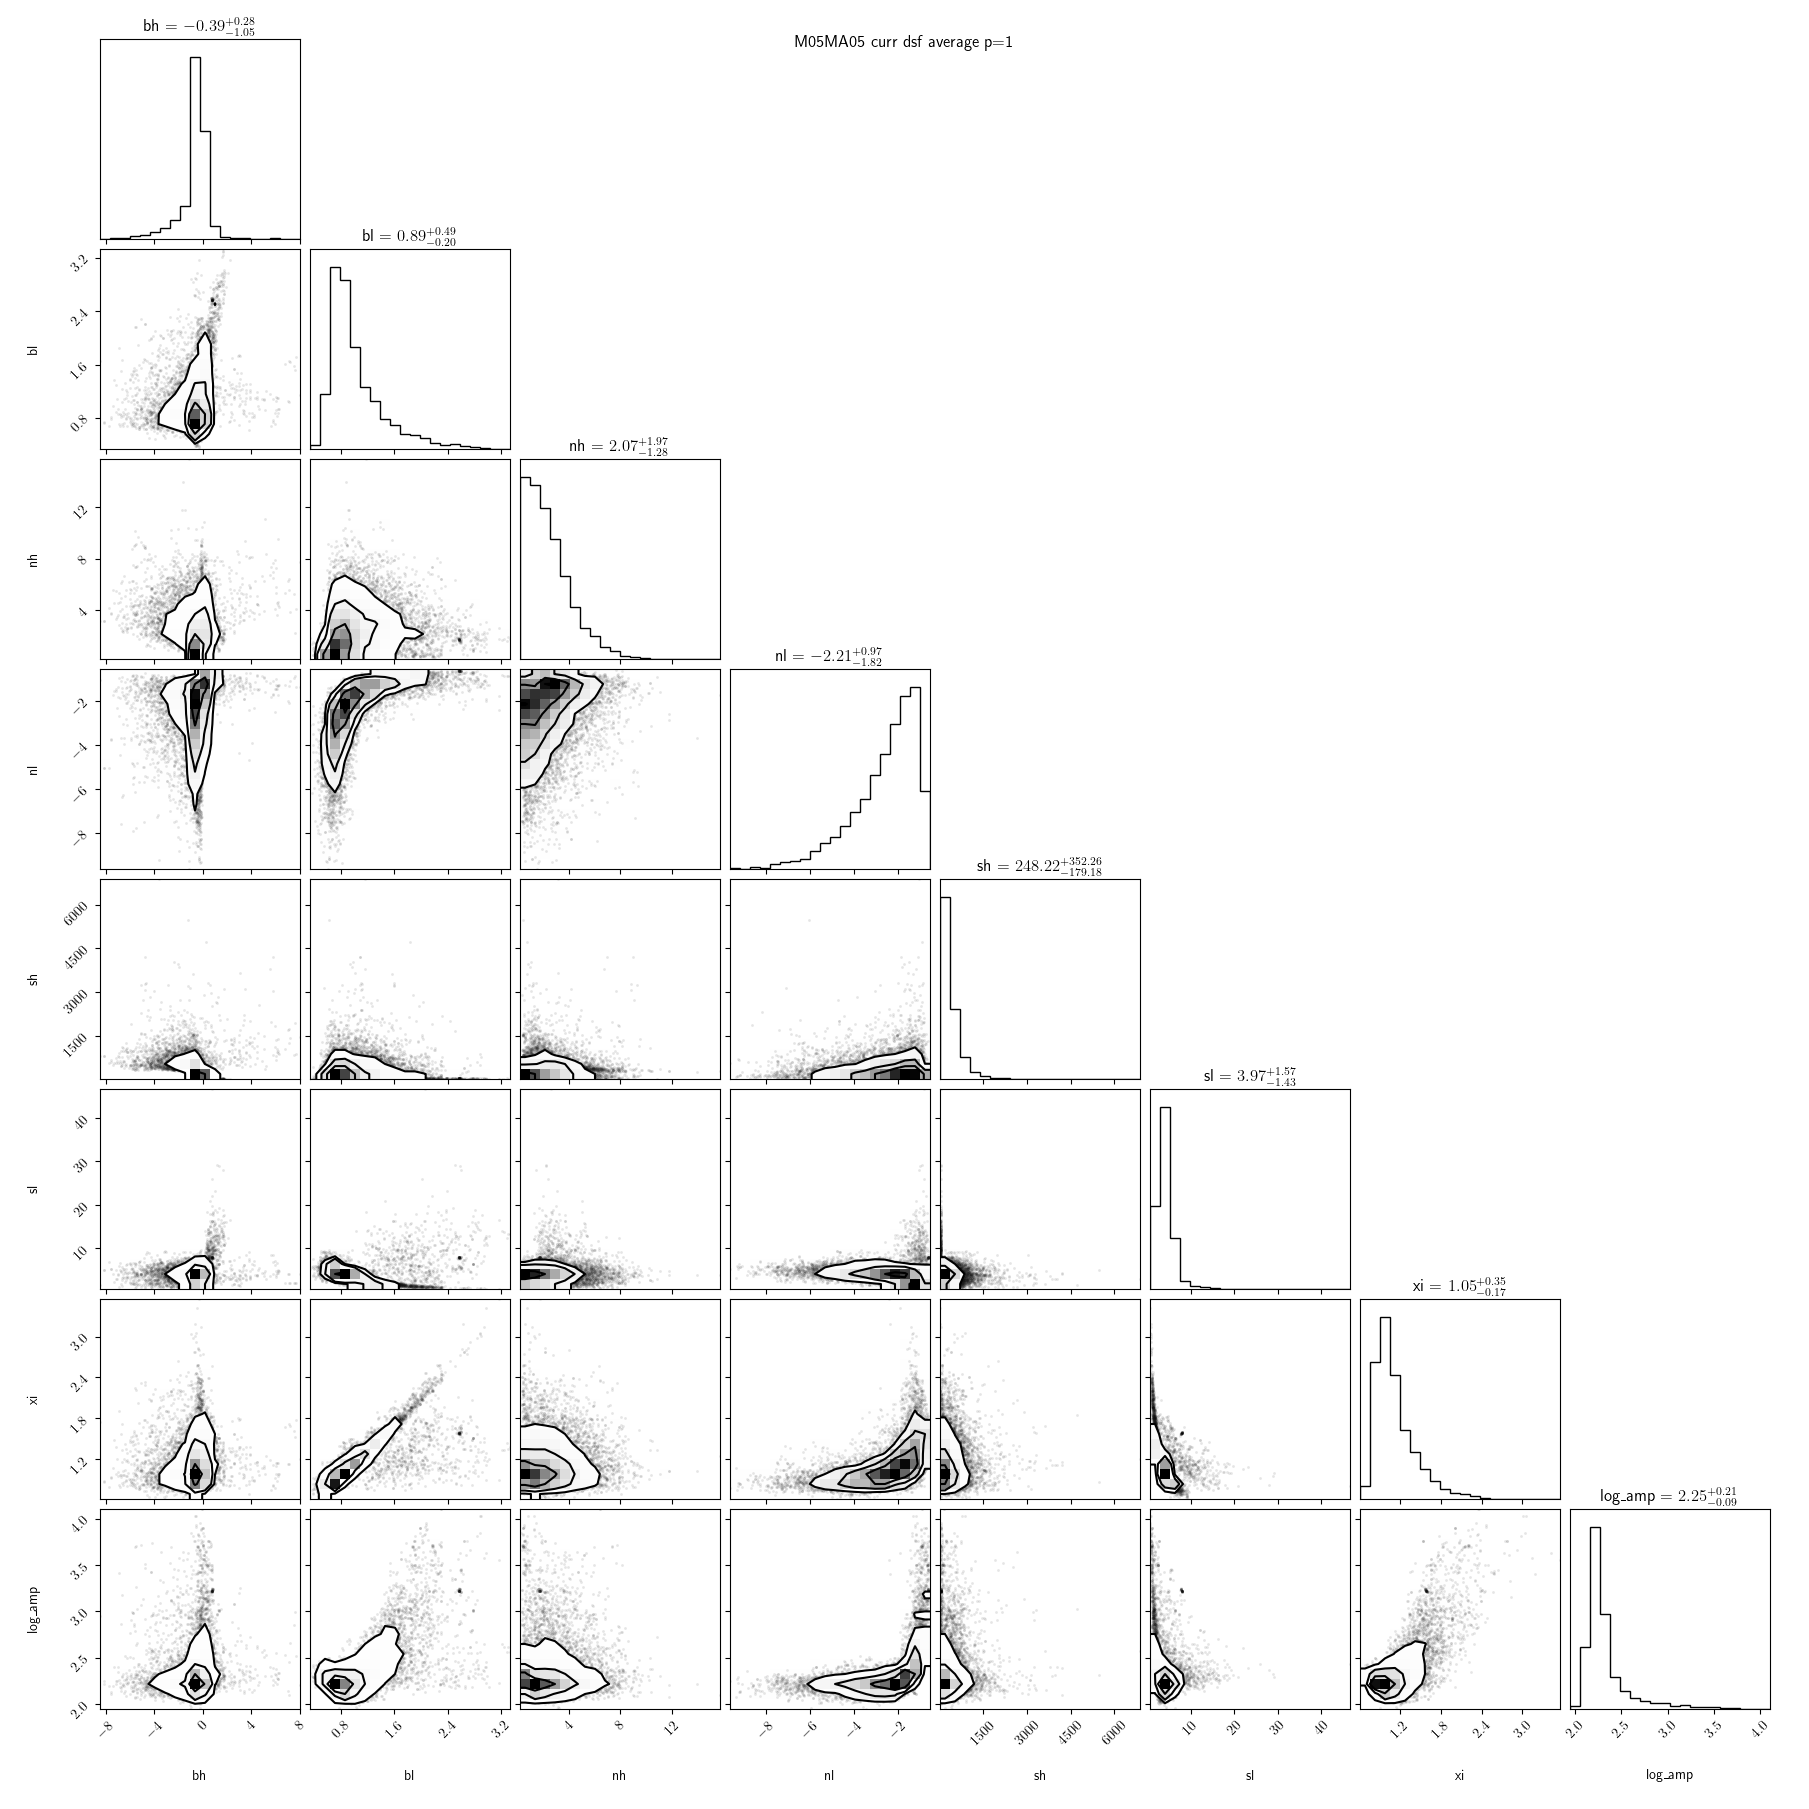 M05MA05 curr dsf average p=1
bh = −0.39 +0.28 −1.05
bl = 0.89 +0.49 −0.20
nh = 2.07 +1.97 −1.28
nl = −2.21 +0.97 −1.82
sh = 248.22 +352.26 −179.18
sl = 3.97 +1.57 −1.43
xi = 1.05 +0.35 −0.17
log_amp = 2.25 +0.21 −0.09
bl
3.2
2.4
1.6
0.8
nh
12
8
4
nl
−2
−4
−6
−8
sh
6000
4500
3000
1500
sl
40
30
20
10
xi
3.0
2.4
1.8
1.2
log_amp
4.0
3.5
3.0
2.5
2.0
−8 −4 0 4 8
0.8 1.6 2.4 3.2
4 8 12
−8 −6 −4 −2
1500 3000 4500 6000
10 20 30 40
1.2 1.8 2.4 3.0
2.0 2.5 3.0 3.5 4.0
bh bl nh nl sh sl xi log_amp